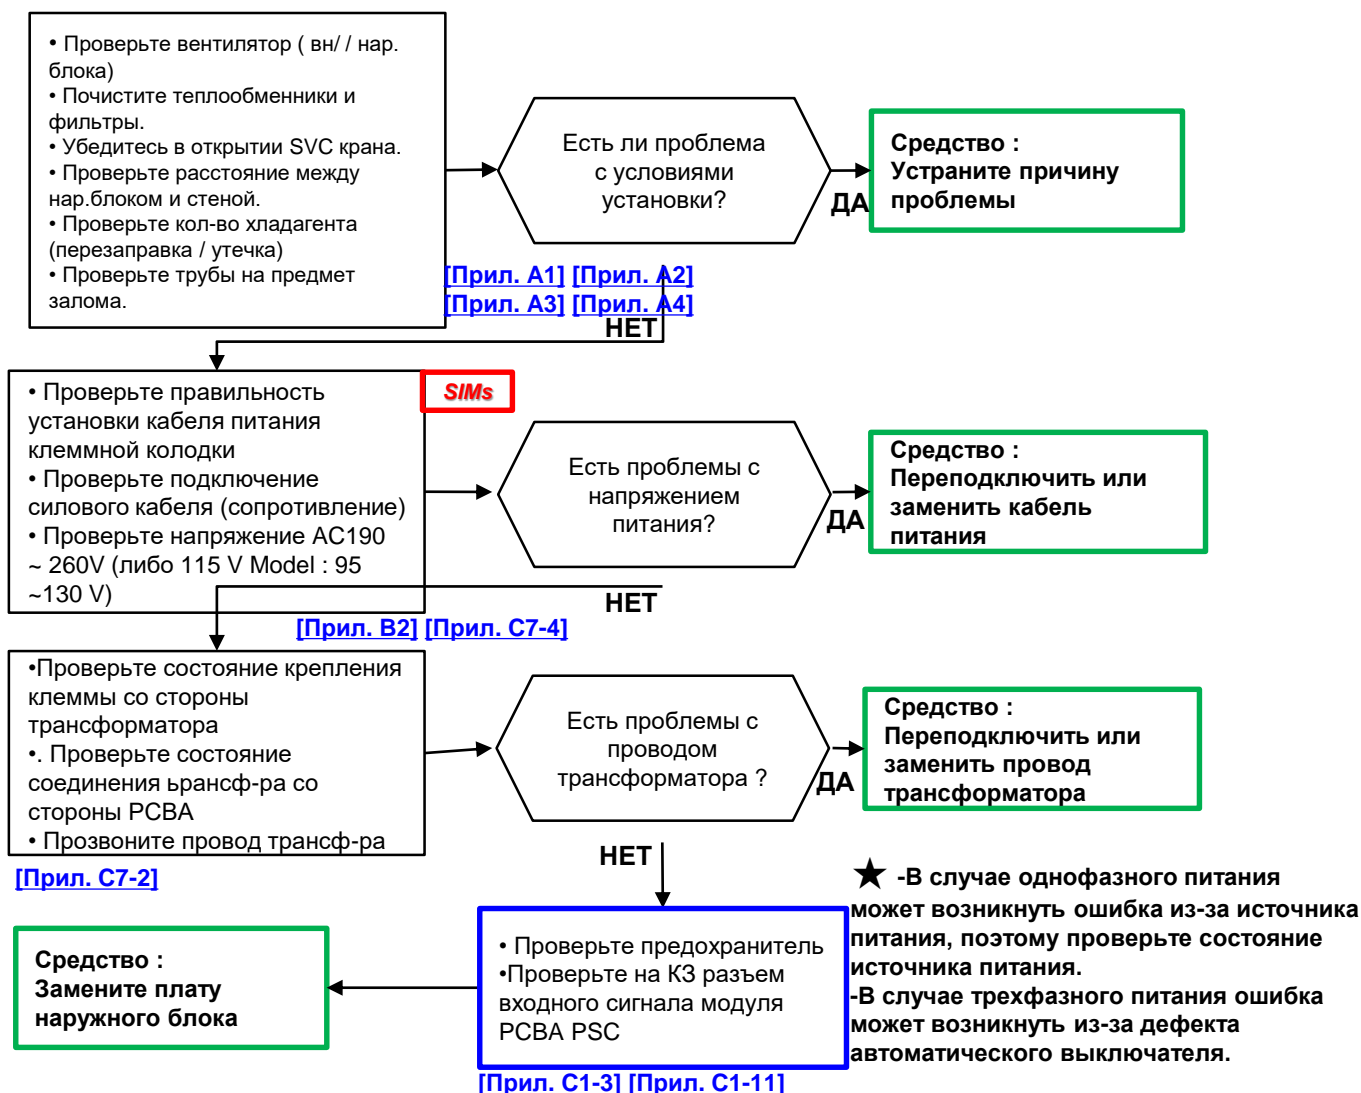 • Проверьте вентилятор ( вн/ / нар.
блока)
• Почистите теплообменники и
фильтры.
• Убедитесь в открытии SVC крана.
• Проверьте расстояние между
нар.блоком и стеной.
• Проверьте кол-во хладагента
(перезаправка / утечка)
• Проверьте трубы на предмет
залома.
Есть ли проблема
с условиями
установки?
ДА
Средство :
Устраните причину
проблемы
[Прил. A1] [Прил. A2]
[Прил. A3] [Прил. A4]
НЕТ
• Проверьте правильность
установки кабеля питания
клеммной колодки
• Проверьте подключение
силового кабеля (сопротивление)
• Проверьте напряжение AC190
~ 260V (либо 115 V Model : 95
~130 V)
SIMs
Есть проблемы с
напряжением
питания?
ДА
Средство :
Переподключить или
заменить кабель
питания
НЕТ
[Прил. B2] [Прил. C7-4]
•Проверьте состояние крепления
клеммы со стороны
трансформатора
•. Проверьте состояние
соединения ьрансф-ра со
стороны PCBA
• Прозвоните провод трансф-ра
Есть проблемы с
проводом
трансформатора ?
ДА
Средство :
Переподключить или
заменить провод
трансформатора
НЕТ
[Прил. C7-2]
★ -В случае однофазного питания
может возникнуть ошибка из-за источника
питания, поэтому проверьте состояние
источника питания.
-В случае трехфазного питания ошибка
может возникнуть из-за дефекта
автоматического выключателя.
• Проверьте предохранитель
•Проверьте на КЗ разъем
входного сигнала модуля
PCBA PSC
Средство :
Замените плату
наружного блока
[Прил. C1-3] [Прил. C1-11]